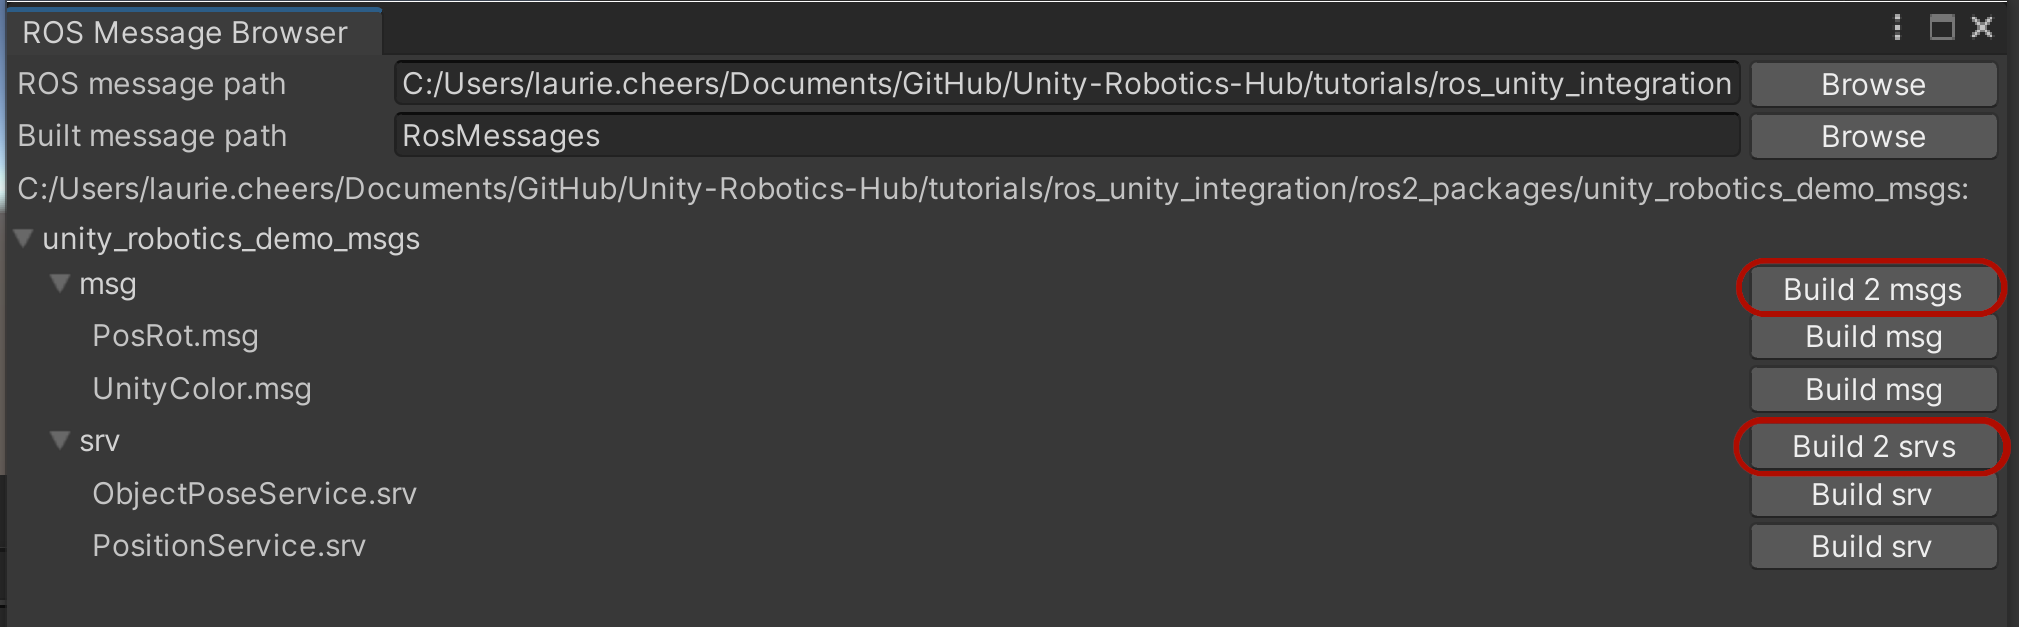 ROS Message Browser
ROS message path C:/Users/laurie.cheers/Documents/GitHub/Unity-Robotics-Hub/tutorials/ros_unity_integration Browse
Built message path RosMessages Browse
C:/Users/laurie.cheers/Documents/GitHub/Unity-Robotics-Hub/tutorials/ros_unity_integration/ros2_packages/unity_robotics_demo_msgs:
unity_robotics_demo_msgs
msg Build 2 msgs
PosRot.msg Build msg
UnityColor.msg Build msg
srv Build 2 srvs
ObjectPoseService.srv Build srv
PositionService.srv Build srv